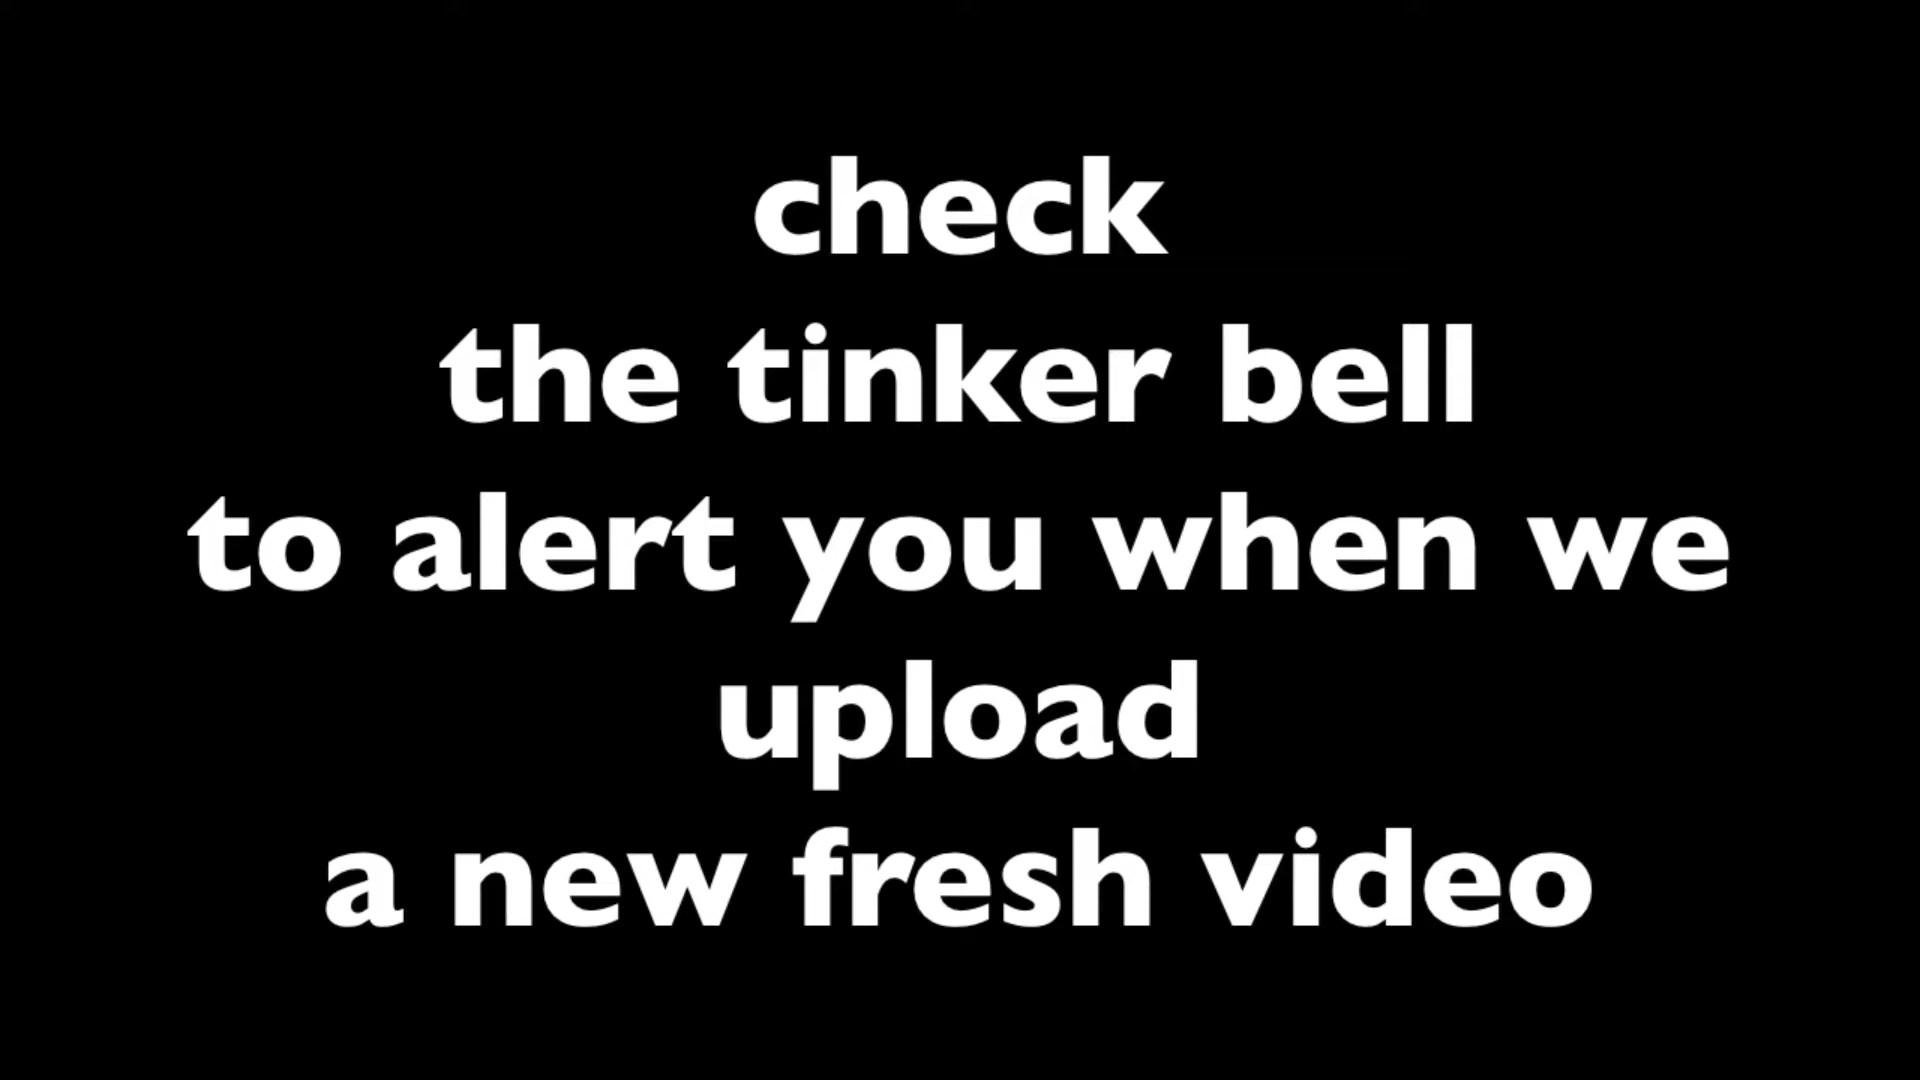 check
the tinker bell
to alert you when we
upload
a new fresh video